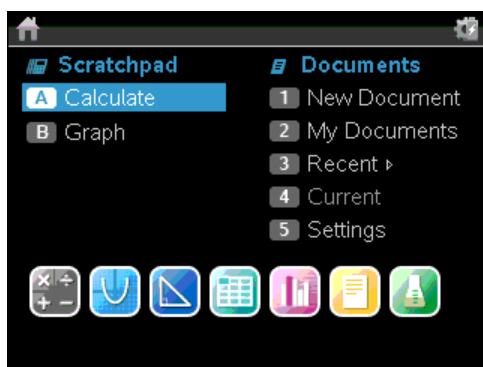 Scratchpad
A Calculate
B Graph
Documents
1 New Document
2 My Documents
3 Recent ▹
4 Current
5 Settings